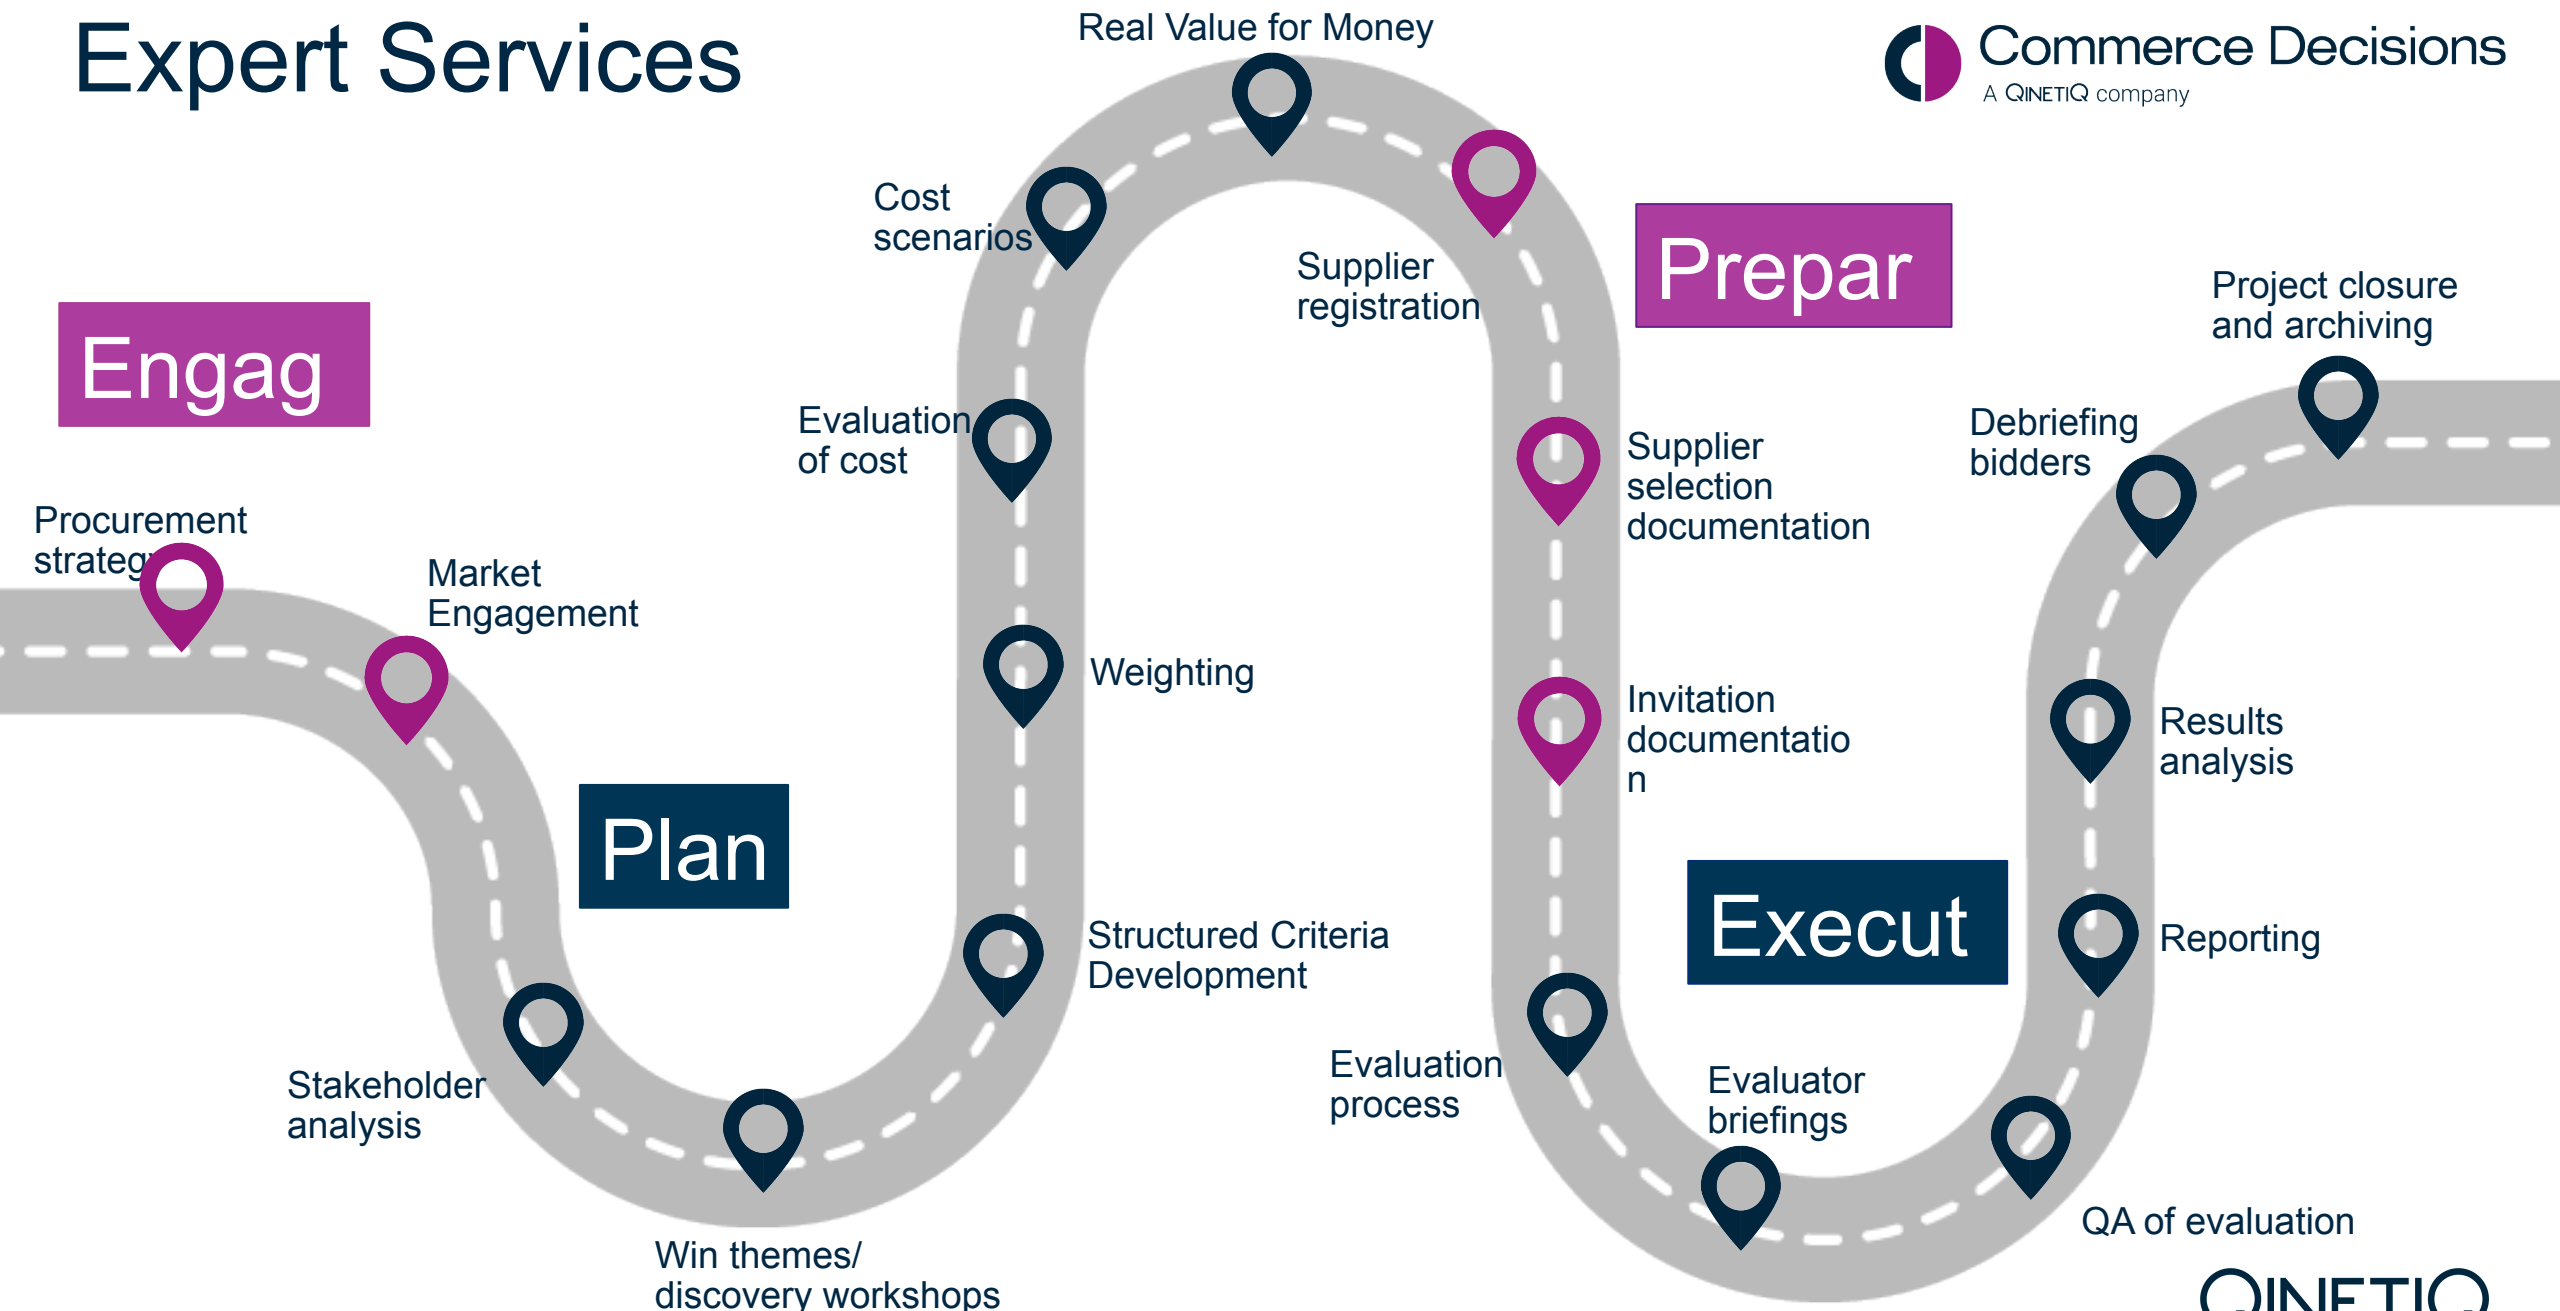 Expert Services
Real Value for Money
Commerce Decisions
A QINETIQ company
Cost
scenarios
Supplier
registration
Prepar
Project closure
and archiving
Engag
Evaluation
of cost
Debriefing
bidders
Supplier
selection
documentation
Procurement
strategy
Market
Engagement
Weighting
Invitation
documentatio
n
Results
analysis
Plan
Execut
Structured Criteria
Development
Reporting
Stakeholder
analysis
Evaluation
process
Evaluator
briefings
QA of evaluation
Win themes/
discovery workshops
QINETIQ